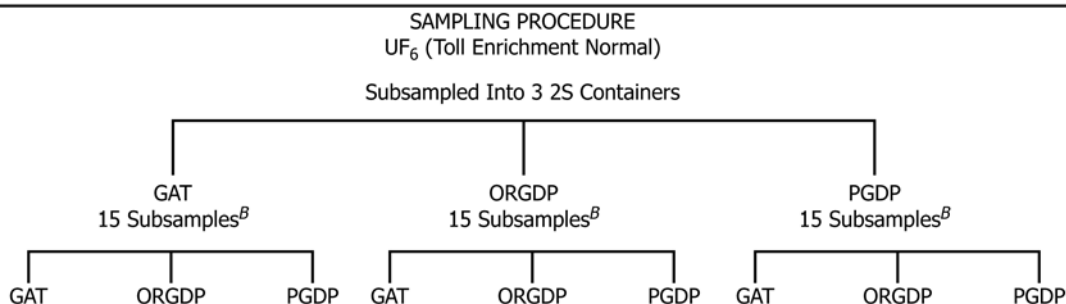 SAMPLING PROCEDURE
UF6 (Toll Enrichment Normal)
Subsampled Into 3 2S Containers
GAT ORGDP PGDP
15 Subsamples^B 15 Subsamples^B 15 Subsamples^B
GAT ORGDP PGDP GAT ORGDP PGDP GAT ORGDP PGDP